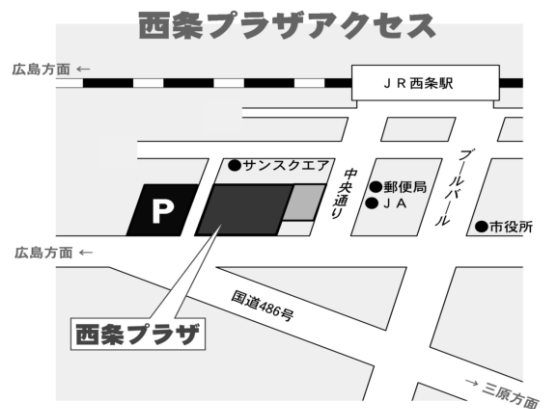 西条プラザアクセス
広島方面 ←
JR西条駅
●サンスクエア
中央通り
●郵便局
●JA
ブールバール
●市役所
P
広島方面 ←
国道486号
西条プラザ
→ 三原方面